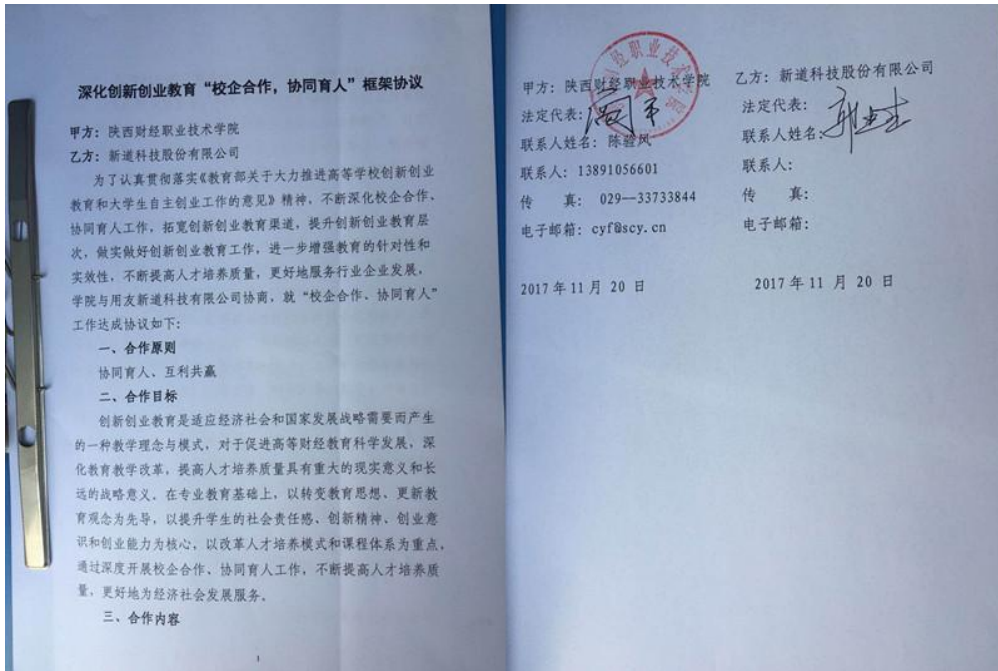 深化创新创业教育“校企合作，协同育人”框架协议
甲方：陕西财经职业技术学院
乙方：新道科技股份有限公司
为了认真贯彻落实《教育部关于大力推进高等学校创新创业
教育和大学生自主创业工作的意见》精神，不断深化校企合作、
协同育人工作，拓宽创新创业教育渠道，提升创新创业教育层
次，做实做好创新创业教育工作，进一步增强教育的针对性和
实效性，不断提高人才培养质量，更好地服务行业企业发展，
学院与用友新道科技有限公司协商，就“校企合作、协同育人”
工作达成协议如下：
一、合作原则
协同育人、互利共赢
二、合作目标
创新创业教育是适应经济社会和国家发展战略需要而产生
的一种教学理念与模式，对于促进高等财经教育科学发展，深
化教育教学改革，提高人才培养质量具有重大的现实意义和长
远的战略意义。在专业教育基础上，以转变教育思想、更新教
育观念为先导，以提升学生的社会责任感、创新精神、创业意
识和创业能力为核心，以改革人才培养模式和课程体系为重点，
通过深度开展校企合作、协同育人工作，不断提高人才培养质
量，更好地为经济社会发展服务。
三、合作内容
1
甲方：陕西财经职业技术学院
法定代表：
联系人姓名：陈骏风
联系人：13891056601
传 真： 029--33733844
电子邮箱：cyf@scy.cn
2017 年 11 月 20 日
乙方：新道科技股份有限公司
法定代表：
联系人姓名：
联系人：
传 真：
电子邮箱：
2017 年 11 月 20 日